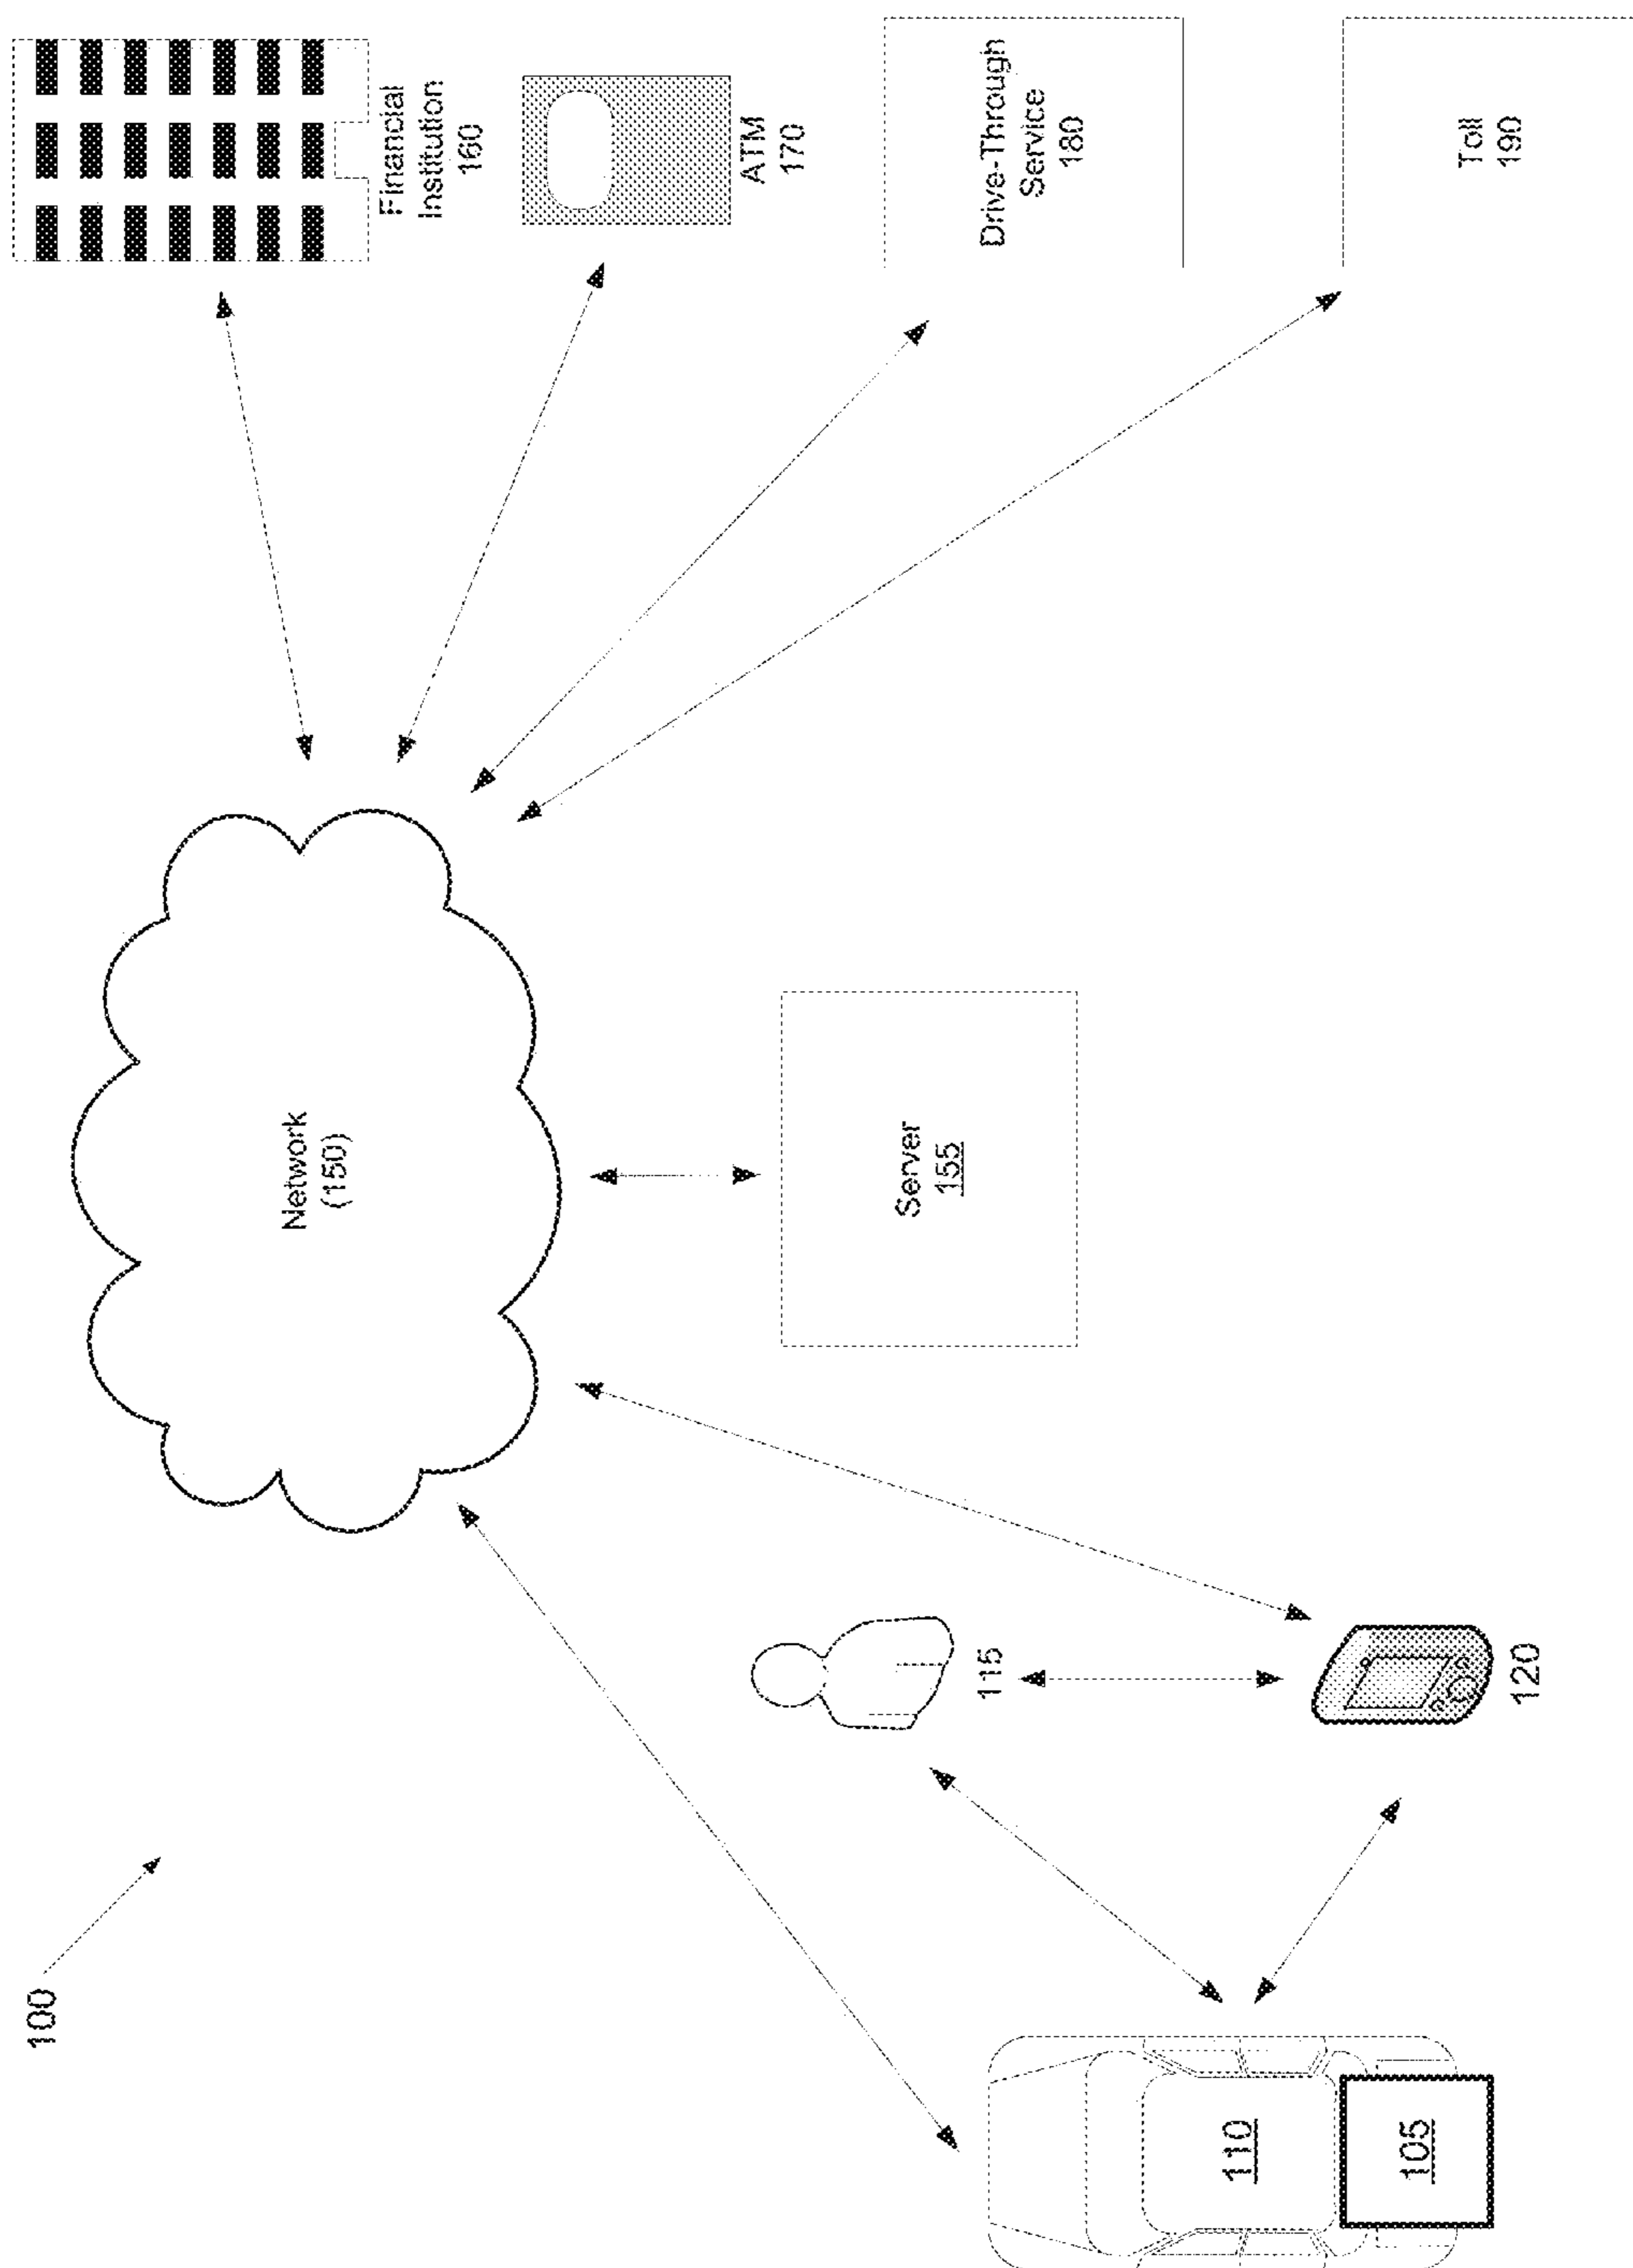 100
Network
(150)
Financial
Institution
160
ATM
170
Drive-Through
Service
180
Toll
190
Server
155
115
120
110
105